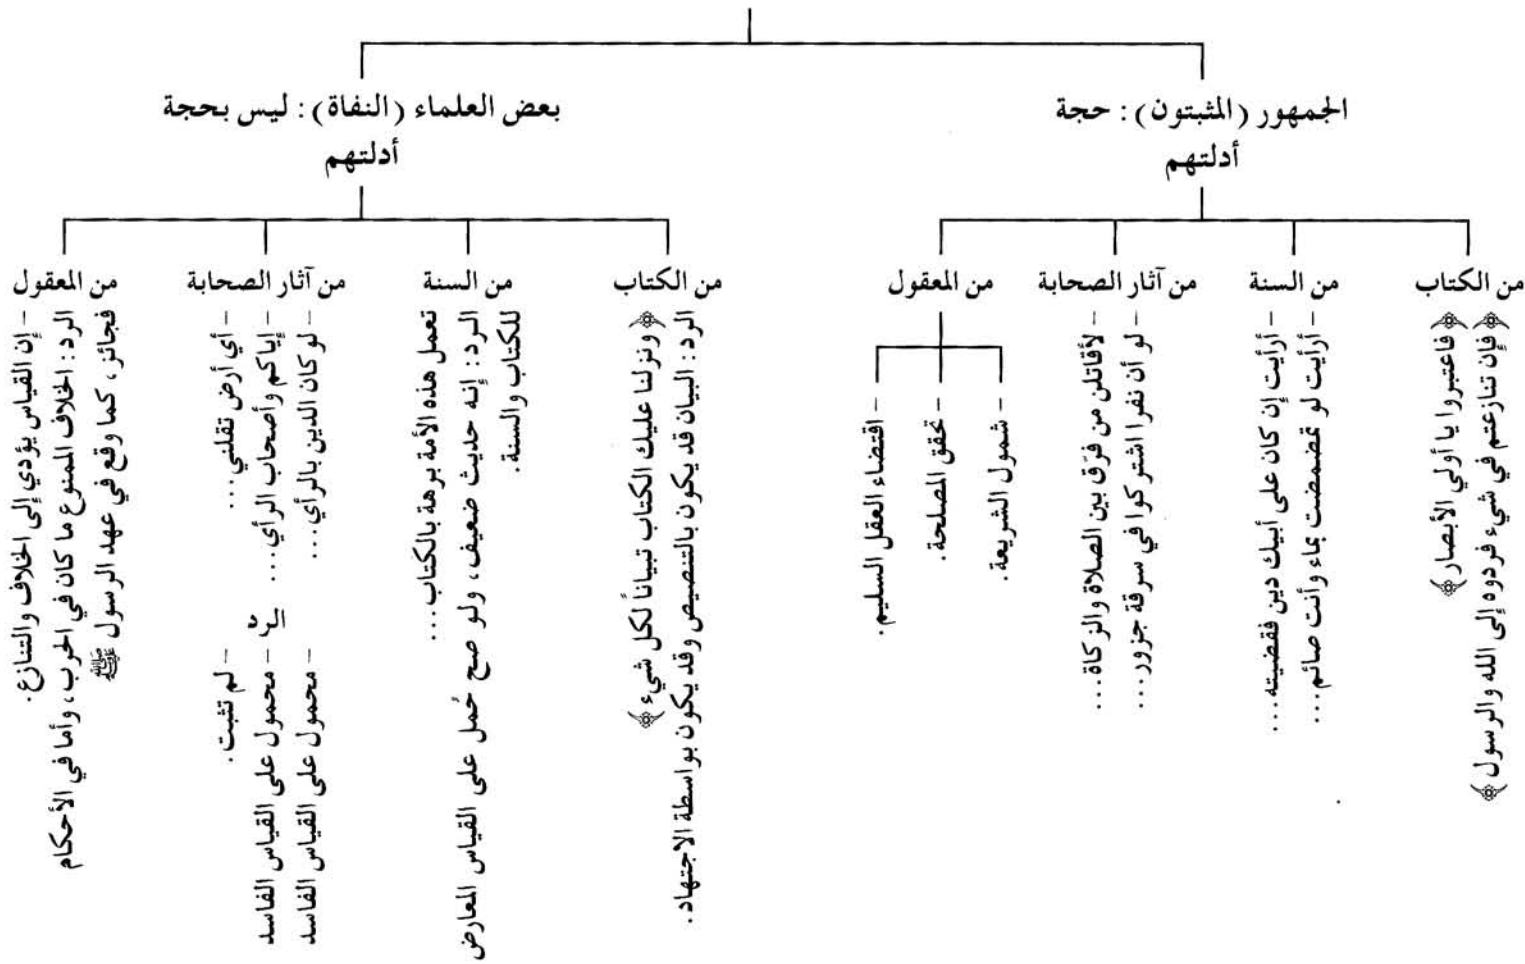 الجمهور (المثبتون): حجة
أدلتهم
من الكتاب
﴿فاعتبروا يا أولي الأبصار﴾
﴿فإن تنازعتم في شيء فردوه إلى الله والرسول﴾
من السنة
- أرأيت إن كان على أبيك دين فقضيته...
- أرأيت لو تمضمضت بماء وأنت صائم...
من آثار الصحابة
- لأقاتلن من فرّق بين الصلاة والزكاة...
- لو أن نفرا اشتركوا في سرقة جزور...
من المعقول
- شمول الشريعة.
- تحقق المصلحة.
- اقتضاء العقل السليم.
بعض العلماء (النفاة): ليس بحجة
أدلتهم
من الكتاب
﴿ونزلنا عليك الكتاب تبياناً لكل شيء﴾
الرد: البيان قد يكون بالتنصيص وقد يكون بواسطة الاجتهاد.
من السنة
تعمل هذه الأمة برهة بالكتاب...
الرد: إنه حديث ضعيف، ولو صح حُمل على القياس المعارض
للكتاب والسنة.
من آثار الصحابة
- أي أرض تقلني...
- إياكم وأصحاب الرأي...
- لو كان الدين بالرأي...
الرد
- لم تثبت.
- محمول على القياس الفاسد
- محمول على القياس الفاسد
من المعقول
- إن القياس يؤدي إلى الخلاف والتنازع.
الرد: الخلاف الممنوع ما كان في الحرب، وأما في الأحكام
فجائز، كما وقع في عهد الرسول ﷺ